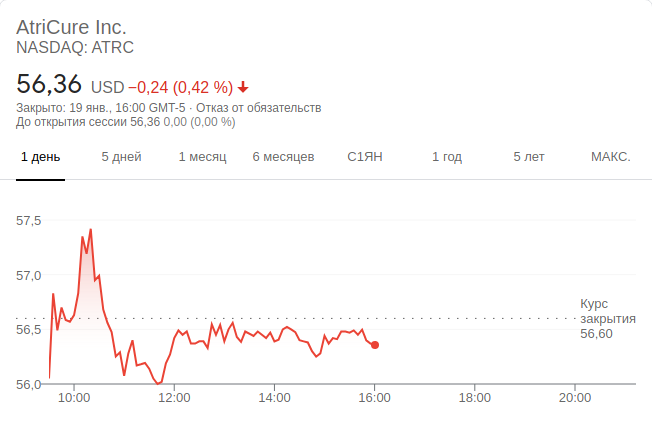 AtriCure Inc.
NASDAQ: ATRC
56,36 USD −0,24 (0,42 %)
Закрыто: 19 янв., 16:00 GMT-5 · Отказ от обязательств
До открытия сессии 56,36 0,00 (0,00 %)
1 день 5 дней 1 месяц 6 месяцев С1ЯН 1 год 5 лет МАКС.
57,5
57,0
Курс
закрытия
56,60
56,5
56,0
10:00 12:00 14:00 16:00 18:00 20:00